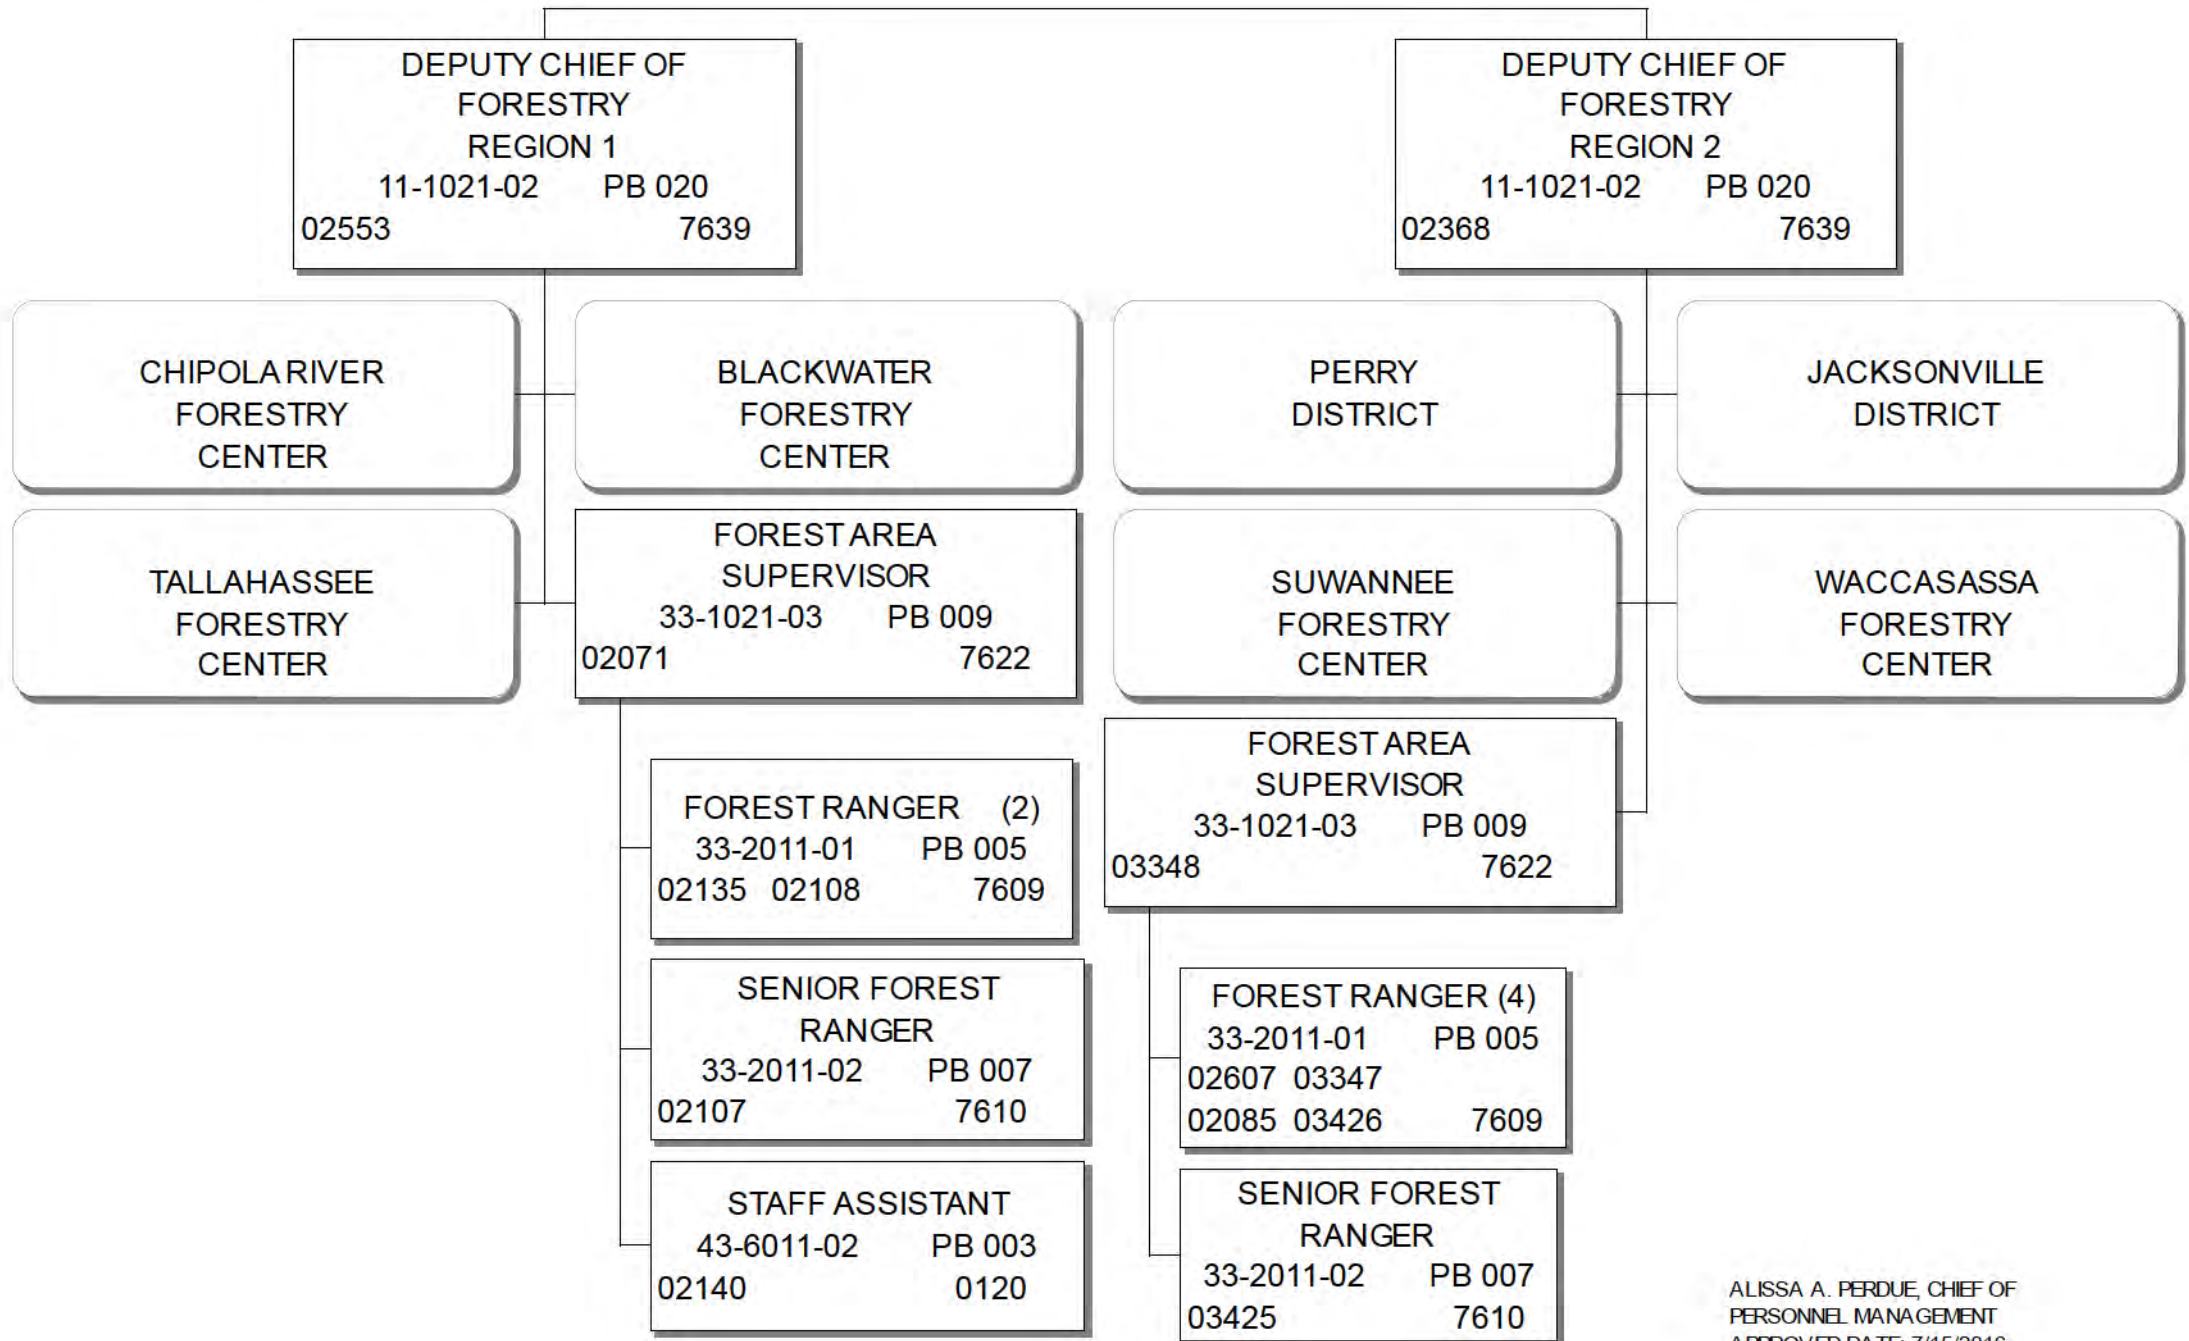 DEPUTY CHIEF OF
FORESTRY
REGION 1
11-1021-02 PB 020
02553 7639
DEPUTY CHIEF OF
FORESTRY
REGION 2
11-1021-02 PB 020
02368 7639
CHIPOLA RIVER
FORESTRY
CENTER
BLACKWATER
FORESTRY
CENTER
PERRY
DISTRICT
JACKSONVILLE
DISTRICT
TALLAHASSEE
FORESTRY
CENTER
FOREST AREA
SUPERVISOR
33-1021-03 PB 009
02071 7622
SUWANNEE
FORESTRY
CENTER
WACCASASSA
FORESTRY
CENTER
FOREST RANGER (2)
33-2011-01 PB 005
02135 02108 7609
SENIOR FOREST
RANGER
33-2011-02 PB 007
02107 7610
STAFF ASSISTANT
43-6011-02 PB 003
02140 0120
FOREST AREA
SUPERVISOR
33-1021-03 PB 009
03348 7622
FOREST RANGER (4)
33-2011-01 PB 005
02607 03347
02085 03426 7609
SENIOR FOREST
RANGER
33-2011-02 PB 007
03425 7610
ALISSA A. PERDUE, CHIEF OF
PERSONNEL MANAGEMENT
APPROVED DATE: 7/15/2016